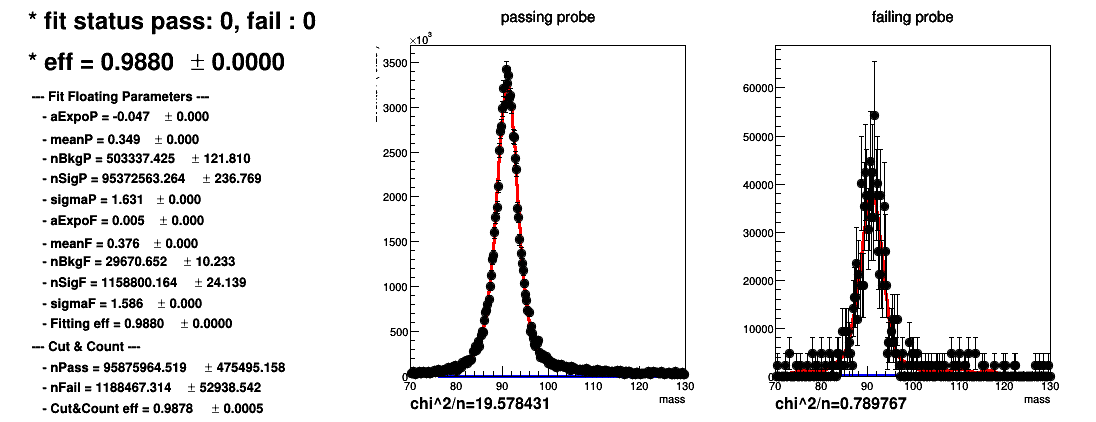 * fit status pass: 0, fail : 0
* eff = 0.9880 ± 0.0000
--- Fit Floating Parameters ---
- aExpoP = -0.047 ± 0.000
- meanP = 0.349 ± 0.000
- nBkgP = 503337.425 ± 121.810
- nSigP = 95372563.264 ± 236.769
- sigmaP = 1.631 ± 0.000
- aExpoF = 0.005 ± 0.000
- meanF = 0.376 ± 0.000
- nBkgF = 29670.652 ± 10.233
- nSigF = 1158800.164 ± 24.139
- sigmaF = 1.586 ± 0.000
- Fitting eff = 0.9880 ± 0.0000
--- Cut & Count ---
- nPass = 95875964.519 ± 475495.158
- nFail = 1188467.314 ± 52938.542
- Cut&Count eff = 0.9878 ± 0.0005
passing probe
×10³
3500
3000
2500
2000
1500
1000
500
0
70 80 90 100 110 120 130
mass
chi^2/n=19.578431
failing probe
60000
50000
40000
30000
20000
10000
0
70 80 90 100 110 120 130
mass
chi^2/n=0.789767